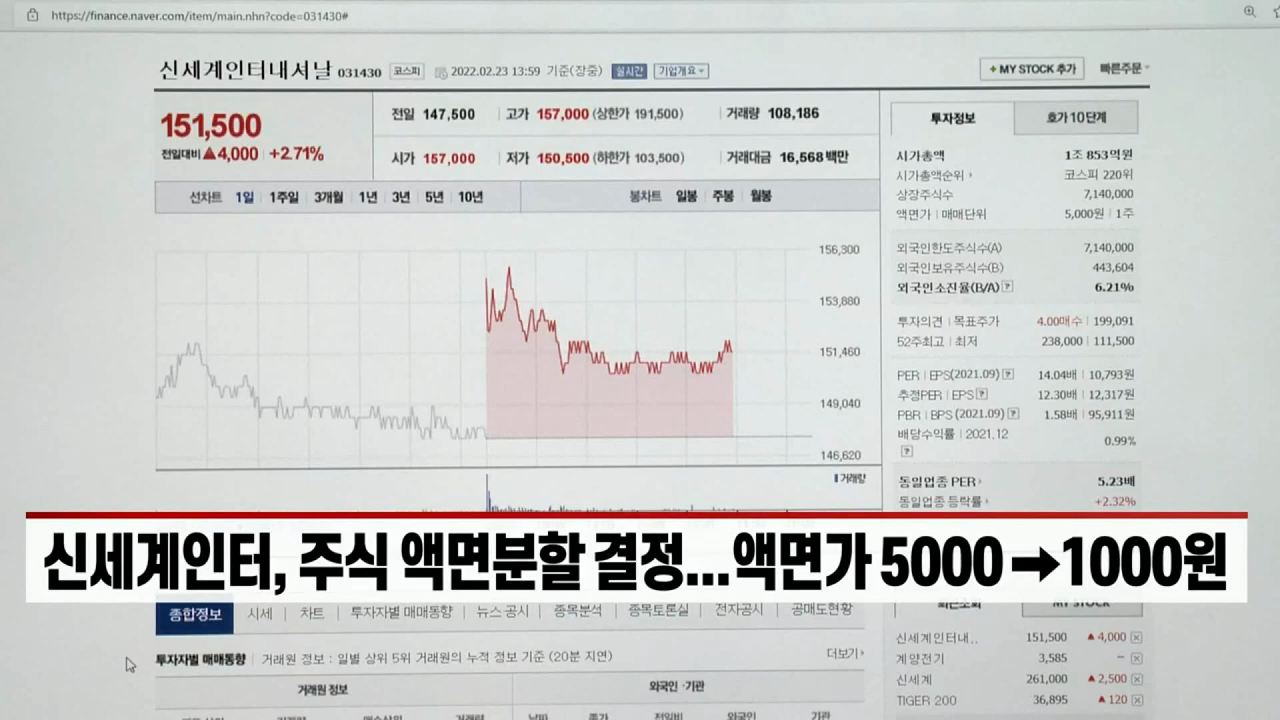 https://finance.naver.com/item/main.nhn?code=031430#
신세계인터내셔날 031430 코스피 2022.02.23 13:59 기준(장중) 실시간 기업개요
+ MY STOCK 추가 빠른주문
151,500
전일대비 ▲4,000 +2.71%
전일 147,500 고가 157,000 (상한가 191,500) 거래량 108,186
시가 157,000 저가 150,500 (하한가 103,500) 거래대금 16,568 백만
선차트 1일 1주일 3개월 1년 3년 5년 10년 봉차트 일봉 주봉 월봉
156,300
153,880
151,460
149,040
146,620
거래량
투자정보 호가 10단계
시가총액 1조 853억원
시가총액순위 코스피 220위
상장주식수 7,140,000
액면가 | 매매단위 5,000원 | 1주
외국인한도주식수(A) 7,140,000
외국인보유주식수(B) 443,604
외국인소진율(B/A) ? 6.21%
투자의견 | 목표주가 4.00매수 | 199,091
52주최고 | 최저 238,000 | 111,500
PER | EPS(2021.09) ? 14.04배 | 10,793원
추정PER | EPS ? 12.30배 | 12,317원
PBR | BPS (2021.09) ? 1.58배 | 95,911원
배당수익률 | 2021.12 ? 0.99%
동일업종 PER 5.23배
동일업종 등락률 +2.32%
신세계인터, 주식 액면분할 결정...액면가 5000 →1000원
종합정보 시세 차트 투자자별 매매동향 뉴스·공시 종목분석 종목토론실 전자공시 공매도현황
투자자별 매매동향 거래원 정보 : 일별 상위 5위 거래원의 누적 정보 기준 (20분 지연) 더보기
거래원 정보 외국인·기관
날짜 종가 전일비 외국인 기관
최근조회 MY STOCK
신세계인터내.. 151,500 ▲4,000
계양전기 3,585 –
신세계 261,000 ▲2,500
TIGER 200 36,895 ▲120